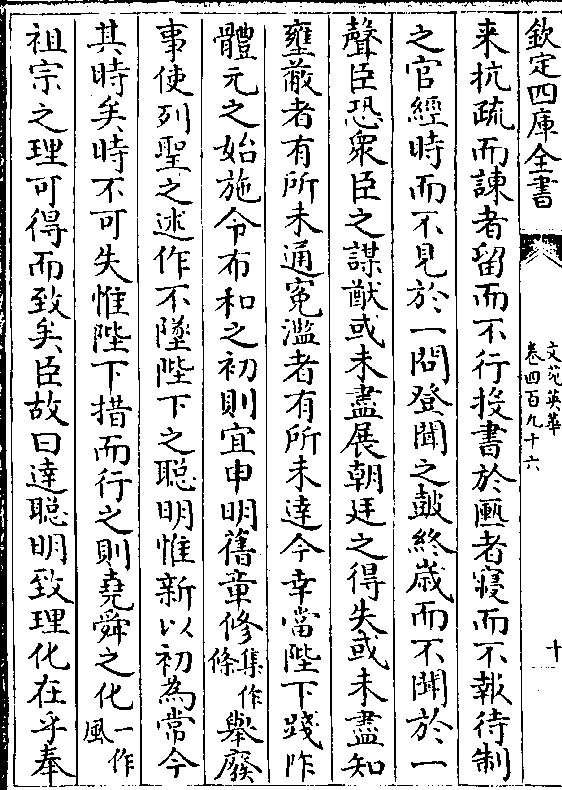 欽定四庫全書
文苑英華
卷四百九十六
十
来抗疏而諌者留而不行投書於匭者寢而不報待制
之官經時而不見於一問登聞之鼓終歳而不聞於一
聲臣恐衆臣之謀猷或未盡展朝廷之得失或未盡知
壅蔽者有所未通寃濫者有所未達今幸當陛下踐阼
體元之始施令布和之初則宜申明舊章修集作條舉廢
事使列聖之述作不墜陛下之聰明惟新以初為常今
其時矣時不可失惟陛下措而行之則堯舜之化一作風
祖宗之理可得而致矣臣故曰達聰明致理化在乎奉